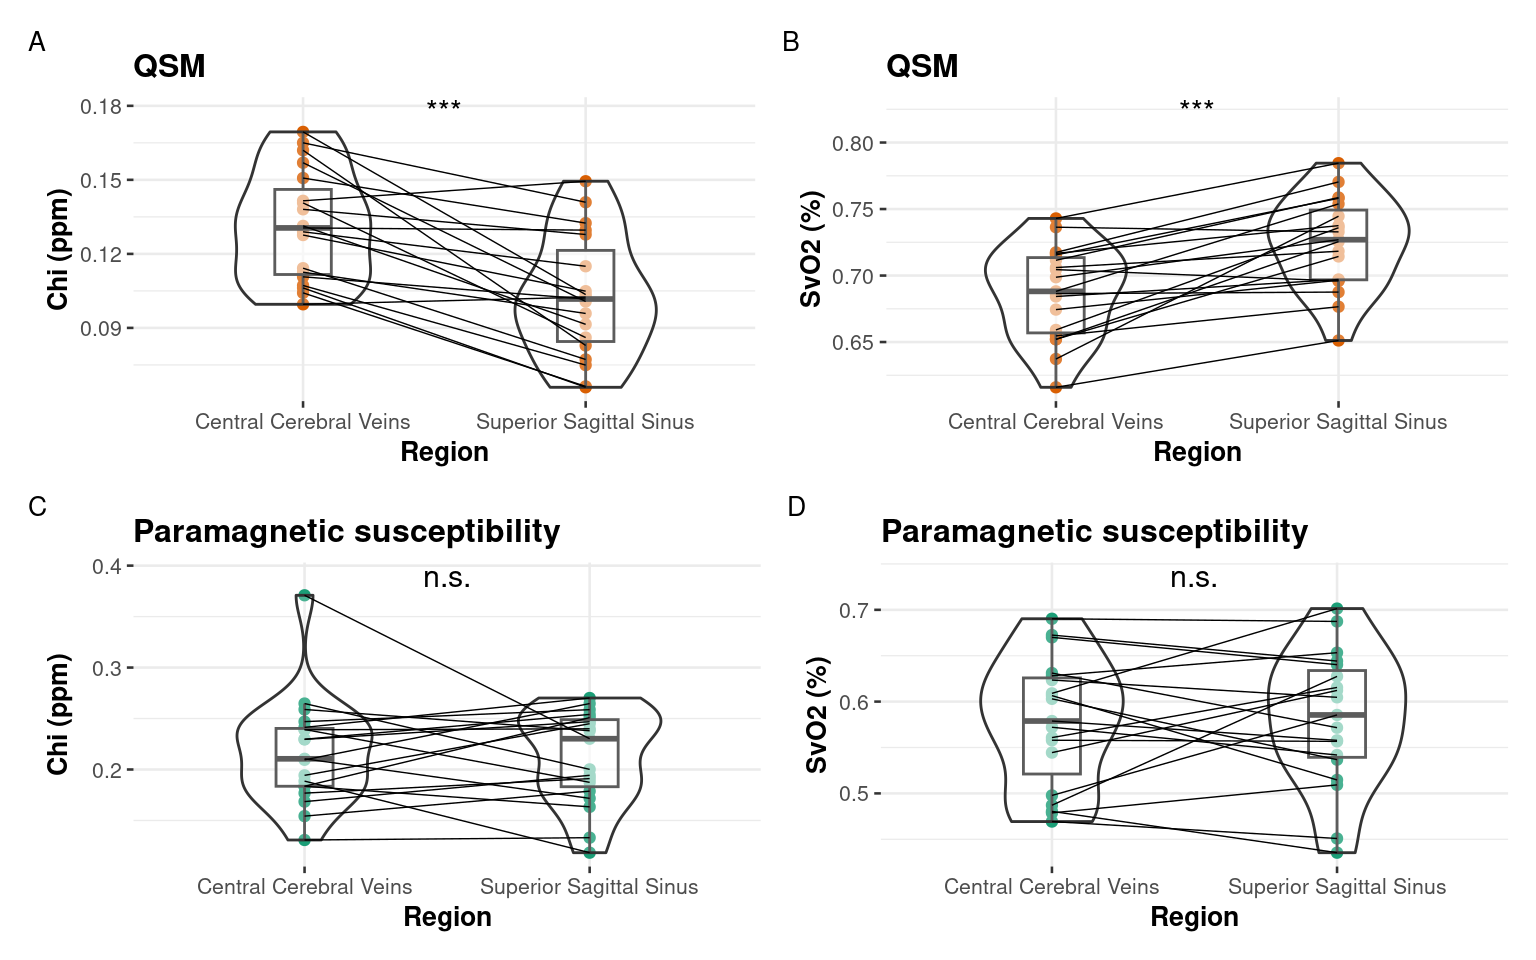 A
QSM
***
0.18
0.15
0.12
0.09
Chi (ppm)
Central Cerebral Veins
Superior Sagittal Sinus
Region
B
QSM
***
0.80
0.75
0.70
0.65
SvO2 (%)
Central Cerebral Veins
Superior Sagittal Sinus
Region
C
Paramagnetic susceptibility
n.s.
0.4
0.3
0.2
Chi (ppm)
Central Cerebral Veins
Superior Sagittal Sinus
Region
D
Paramagnetic susceptibility
n.s.
0.7
0.6
0.5
SvO2 (%)
Central Cerebral Veins
Superior Sagittal Sinus
Region